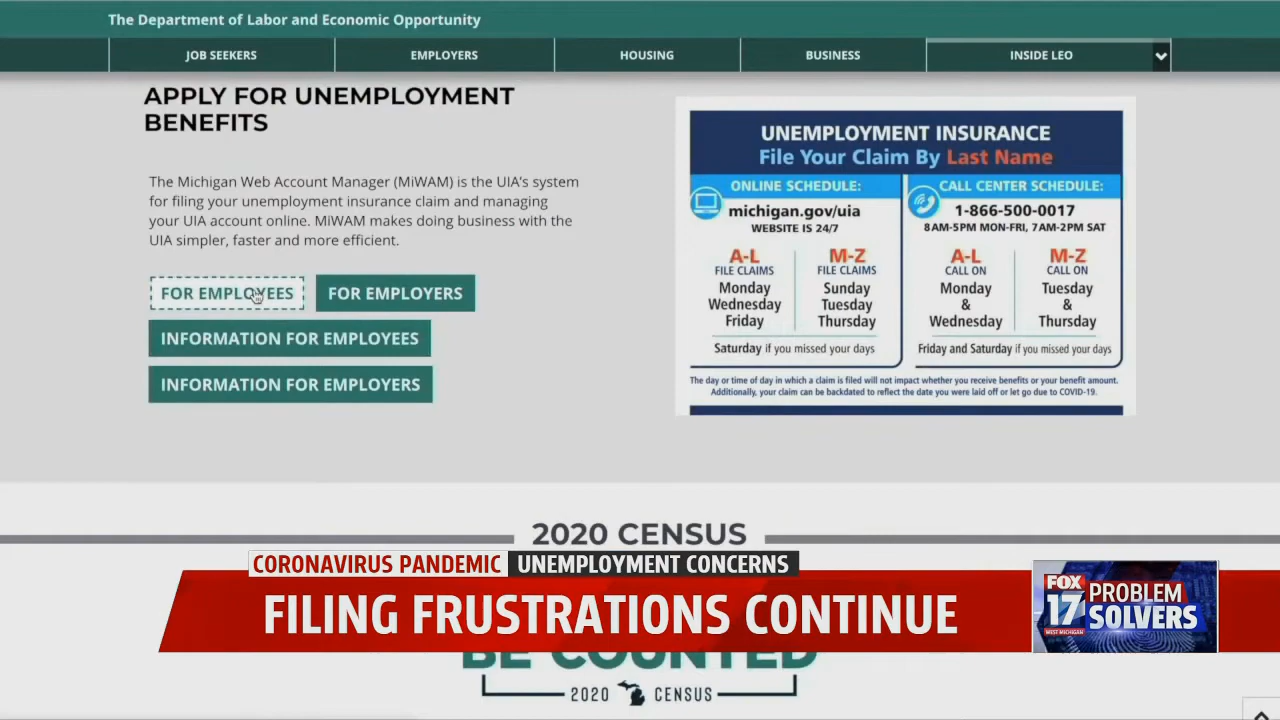 The Department of Labor and Economic Opportunity
JOB SEEKERS
EMPLOYERS
HOUSING
BUSINESS
INSIDE LEO
APPLY FOR UNEMPLOYMENT
BENEFITS
The Michigan Web Account Manager (MiWAM) is the UIA's system
for filing your unemployment insurance claim and managing
your UIA account online. MiWAM makes doing business with the
UIA simpler, faster and more efficient.
FOR EMPLOYEES
FOR EMPLOYERS
INFORMATION FOR EMPLOYEES
INFORMATION FOR EMPLOYERS
UNEMPLOYMENT INSURANCE
File Your Claim By Last Name
ONLINE SCHEDULE:
michigan.gov/uia
WEBSITE IS 24/7
A-L
FILE CLAIMS
Monday
Wednesday
Friday
M-Z
FILE CLAIMS
Sunday
Tuesday
Thursday
Saturday if you missed your days
CALL CENTER SCHEDULE:
1-866-500-0017
8AM-5PM MON-FRI, 7AM-2PM SAT
A-L
CALL ON
Monday
&
Wednesday
M-Z
CALL ON
Tuesday
&
Thursday
Friday and Saturday if you missed your days
The day or time of day in which a claim is filed will not impact whether you receive benefits or your benefit amount.
Additionally, your claim can be backdated to reflect the date you were laid off or let go due to COVID-19.
2020 CENSUS
CORONAVIRUS PANDEMIC
UNEMPLOYMENT CONCERNS
FILING FRUSTRATIONS CONTINUE
FOX
17
WEST MICHIGAN
PROBLEM
SOLVERS
BE COUNTED
2020 CENSUS